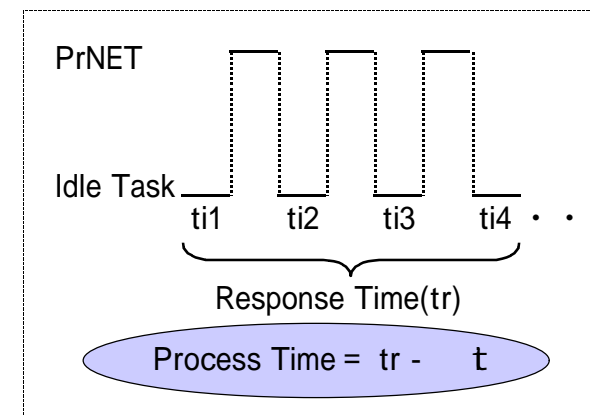 PrNET
Idle Task
ti1 ti2 ti3 ti4 ・ ・
Response Time(tr)
Process Time = tr - t